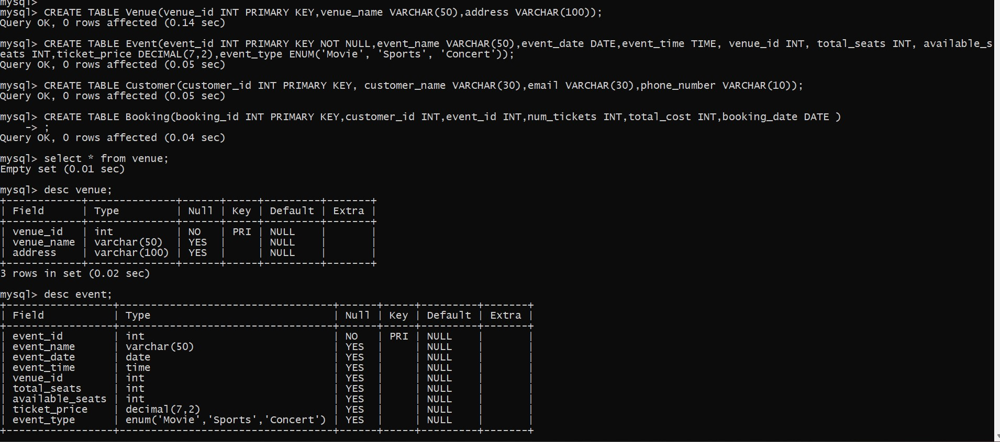 mysql>
mysql> CREATE TABLE Venue(venue_id INT PRIMARY KEY,venue_name VARCHAR(50),address VARCHAR(100));
Query OK, 0 rows affected (0.14 sec)

mysql> CREATE TABLE Event(event_id INT PRIMARY KEY NOT NULL,event_name VARCHAR(50),event_date DATE,event_time TIME, venue_id INT, total_seats INT, available_s
eats INT,ticket_price DECIMAL(7,2),event_type ENUM('Movie', 'Sports', 'Concert'));
Query OK, 0 rows affected (0.05 sec)

mysql> CREATE TABLE Customer(customer_id INT PRIMARY KEY, customer_name VARCHAR(30),email VARCHAR(30),phone_number VARCHAR(10));
Query OK, 0 rows affected (0.05 sec)

mysql> CREATE TABLE Booking(booking_id INT PRIMARY KEY,customer_id INT,event_id INT,num_tickets INT,total_cost INT,booking_date DATE )
    -> ;
Query OK, 0 rows affected (0.04 sec)

mysql> select * from venue;
Empty set (0.01 sec)

mysql> desc venue;
+------------+--------------+------+-----+---------+-------+
| Field      | Type         | Null | Key | Default | Extra |
+------------+--------------+------+-----+---------+-------+
| venue_id   | int          | NO   | PRI | NULL    |       |
| venue_name | varchar(50)  | YES  |     | NULL    |       |
| address    | varchar(100) | YES  |     | NULL    |       |
+------------+--------------+------+-----+---------+-------+
3 rows in set (0.02 sec)

mysql> desc event;
+-----------------+----------------------------------+------+-----+---------+-------+
| Field           | Type                             | Null | Key | Default | Extra |
+-----------------+----------------------------------+------+-----+---------+-------+
| event_id        | int                              | NO   | PRI | NULL    |       |
| event_name      | varchar(50)                      | YES  |     | NULL    |       |
| event_date      | date                             | YES  |     | NULL    |       |
| event_time      | time                             | YES  |     | NULL    |       |
| venue_id        | int                              | YES  |     | NULL    |       |
| total_seats     | int                              | YES  |     | NULL    |       |
| available_seats | int                              | YES  |     | NULL    |       |
| ticket_price    | decimal(7,2)                     | YES  |     | NULL    |       |
| event_type      | enum('Movie','Sports','Concert') | YES  |     | NULL    |       |
+-----------------+----------------------------------+------+-----+---------+-------+